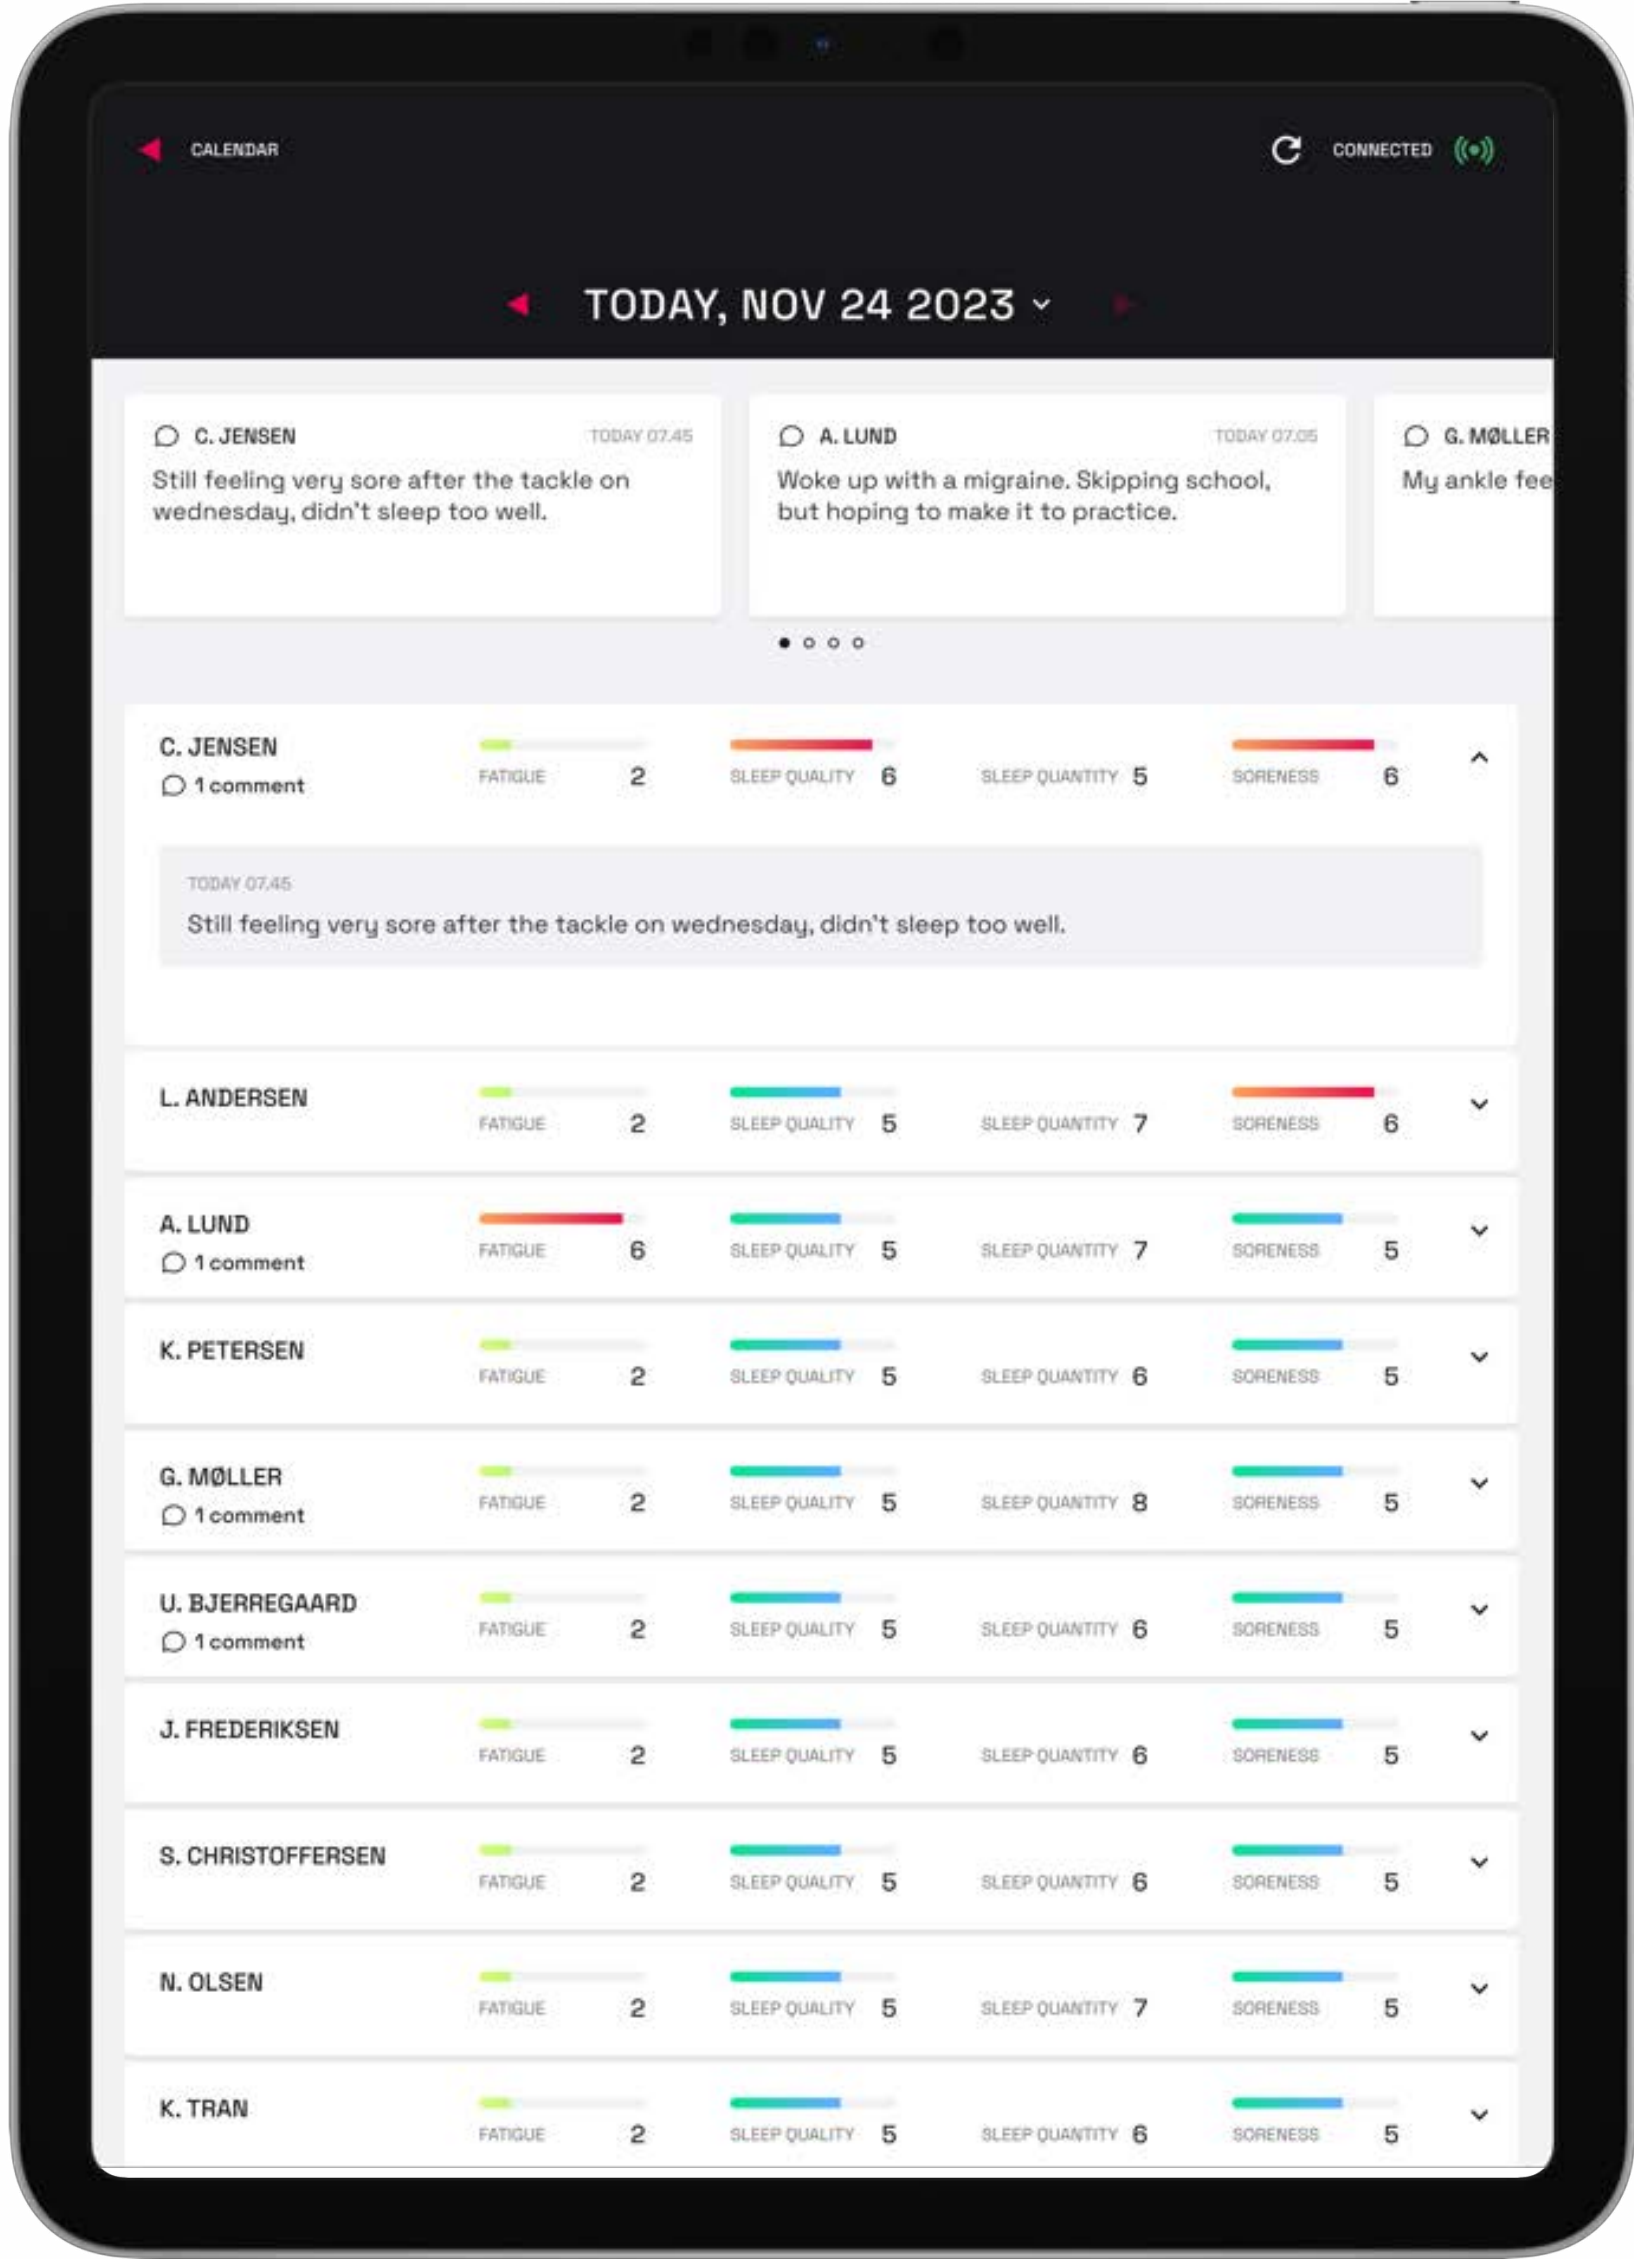 CALENDAR
CONNECTED
TODAY, NOV 24 2023
C. JENSEN
TODAY 07.45
Still feeling very sore after the tackle on
wednesday, didn't sleep too well.
A. LUND
TODAY 07.05
Woke up with a migraine. Skipping school,
but hoping to make it to practice.
G. MØLLER
My ankle fee
C. JENSEN
1 comment
FATIGUE 2
SLEEP QUALITY 6
SLEEP QUANTITY 5
SORENESS 6
TODAY 07.45
Still feeling very sore after the tackle on wednesday, didn't sleep too well.
L. ANDERSEN
FATIGUE 2
SLEEP QUALITY 5
SLEEP QUANTITY 7
SORENESS 6
A. LUND
1 comment
FATIGUE 6
SLEEP QUALITY 5
SLEEP QUANTITY 7
SORENESS 5
K. PETERSEN
FATIGUE 2
SLEEP QUALITY 5
SLEEP QUANTITY 6
SORENESS 5
G. MØLLER
1 comment
FATIGUE 2
SLEEP QUALITY 5
SLEEP QUANTITY 8
SORENESS 5
U. BJERREGAARD
1 comment
FATIGUE 2
SLEEP QUALITY 5
SLEEP QUANTITY 6
SORENESS 5
J. FREDERIKSEN
FATIGUE 2
SLEEP QUALITY 5
SLEEP QUANTITY 6
SORENESS 5
S. CHRISTOFFERSEN
FATIGUE 2
SLEEP QUALITY 5
SLEEP QUANTITY 6
SORENESS 5
N. OLSEN
FATIGUE 2
SLEEP QUALITY 5
SLEEP QUANTITY 7
SORENESS 5
K. TRAN
FATIGUE 2
SLEEP QUALITY 5
SLEEP QUANTITY 6
SORENESS 5